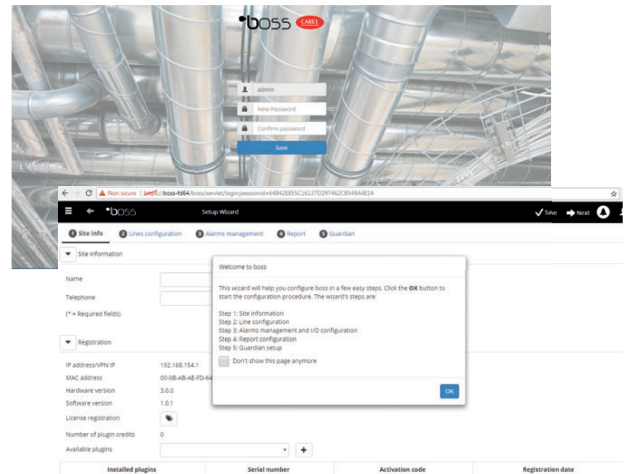 boss CAREL
admin
New Password
Confirm password
Save
Non sicuro https://boss-fd64/boss/servlet/login;jsessionid=
boss Setup Wizard Save Next
1 Site info 2 Lines configuration 3 Alarms management 4 Report 5 Guardian
Site information
Name
Telephone
(* = Required fields)
Registration
IP address/VPN IP 192.168.154.1
MAC address 00-0B-AB-AE-FD-64
Hardware version 3.0.0
Software version 1.0.1
License registration
Number of plugin credits 0
Available plugins
Installed plugins Serial number Activation code Registration date
Welcome to boss
This wizard will help you configure boss in a few easy steps. Click the OK button to
start the configuration procedure. The wizard's steps are:
Step 1: Site information
Step 2: Line configuration
Step 3: Alarms management and I/O configuration
Step 4: Report configuration
Step 5: Guardian setup
Don't show this page anymore
OK